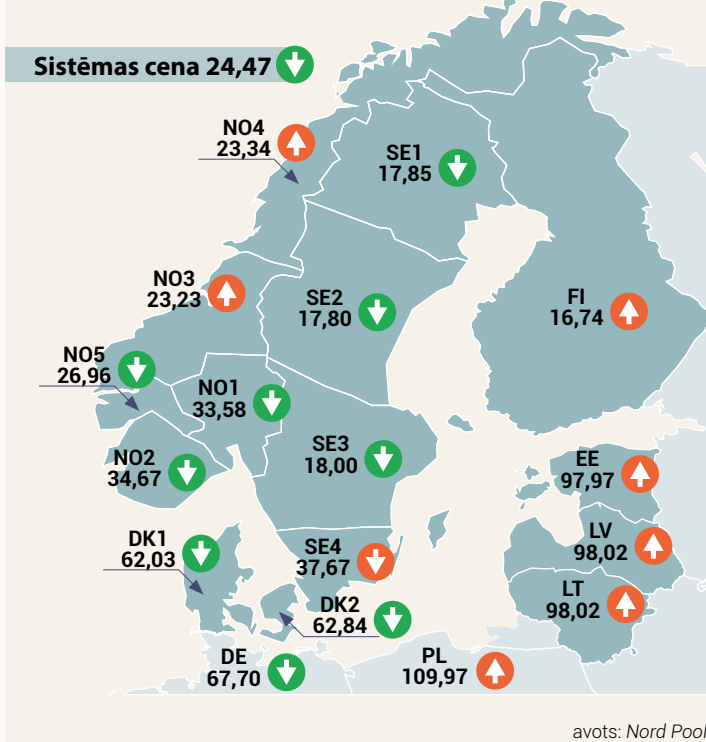 Sistēmas cena 24,47
NO4
23,34
SE1
17,85
NO3
23,23
SE2
17,80
FI
16,74
NO5
26,96
NO1
33,58
NO2
34,67
SE3
18,00
EE
97,97
DK1
62,03
SE4
37,67
LV
98,02
LT
98,02
DK2
62,84
DE
67,70
PL
109,97
avots: Nord Pool